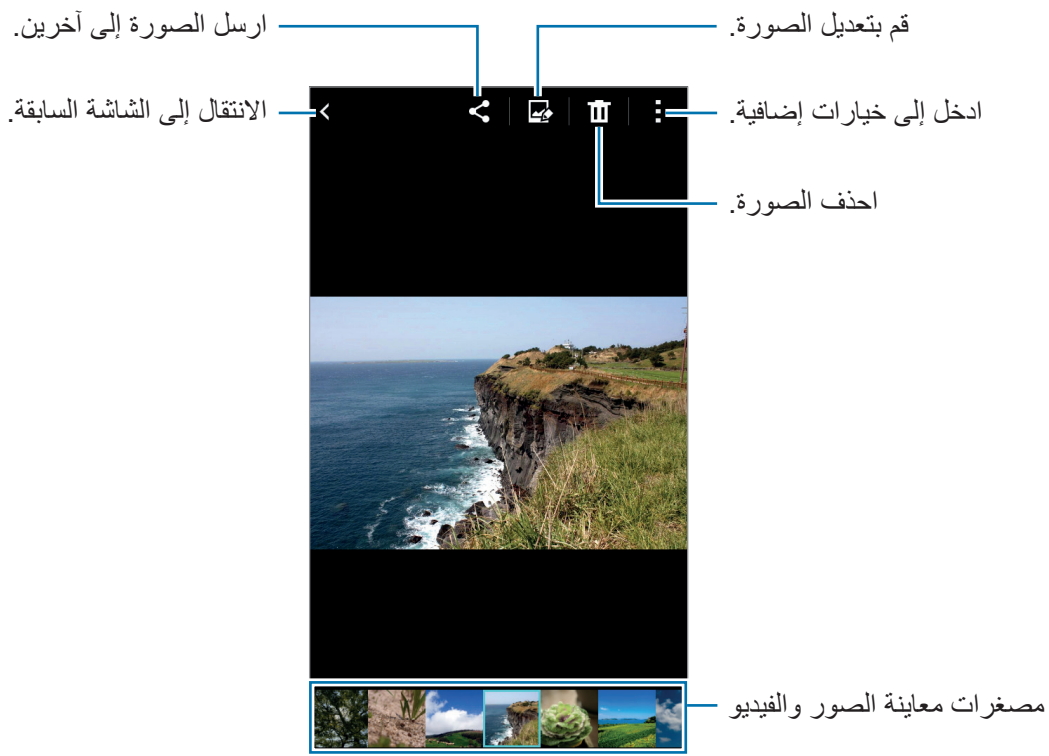 قم بتعديل الصورة.
ارسل الصورة إلى آخرين.
ادخل إلى خيارات إضافية.
الانتقال إلى الشاشة السابقة.
احذف الصورة.
مصغرات معاينة الصور والفيديو